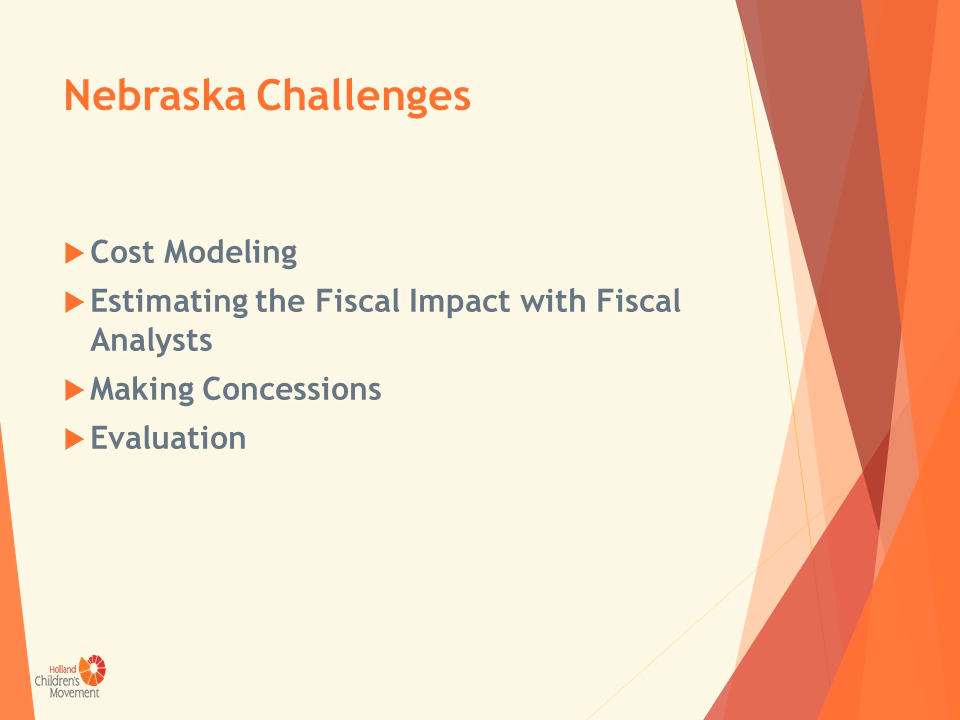 Nebraska Challenges
Cost Modeling
Estimating the Fiscal Impact with Fiscal
Analysts
Making Concessions
Evaluation
Holland
Children's
Movement